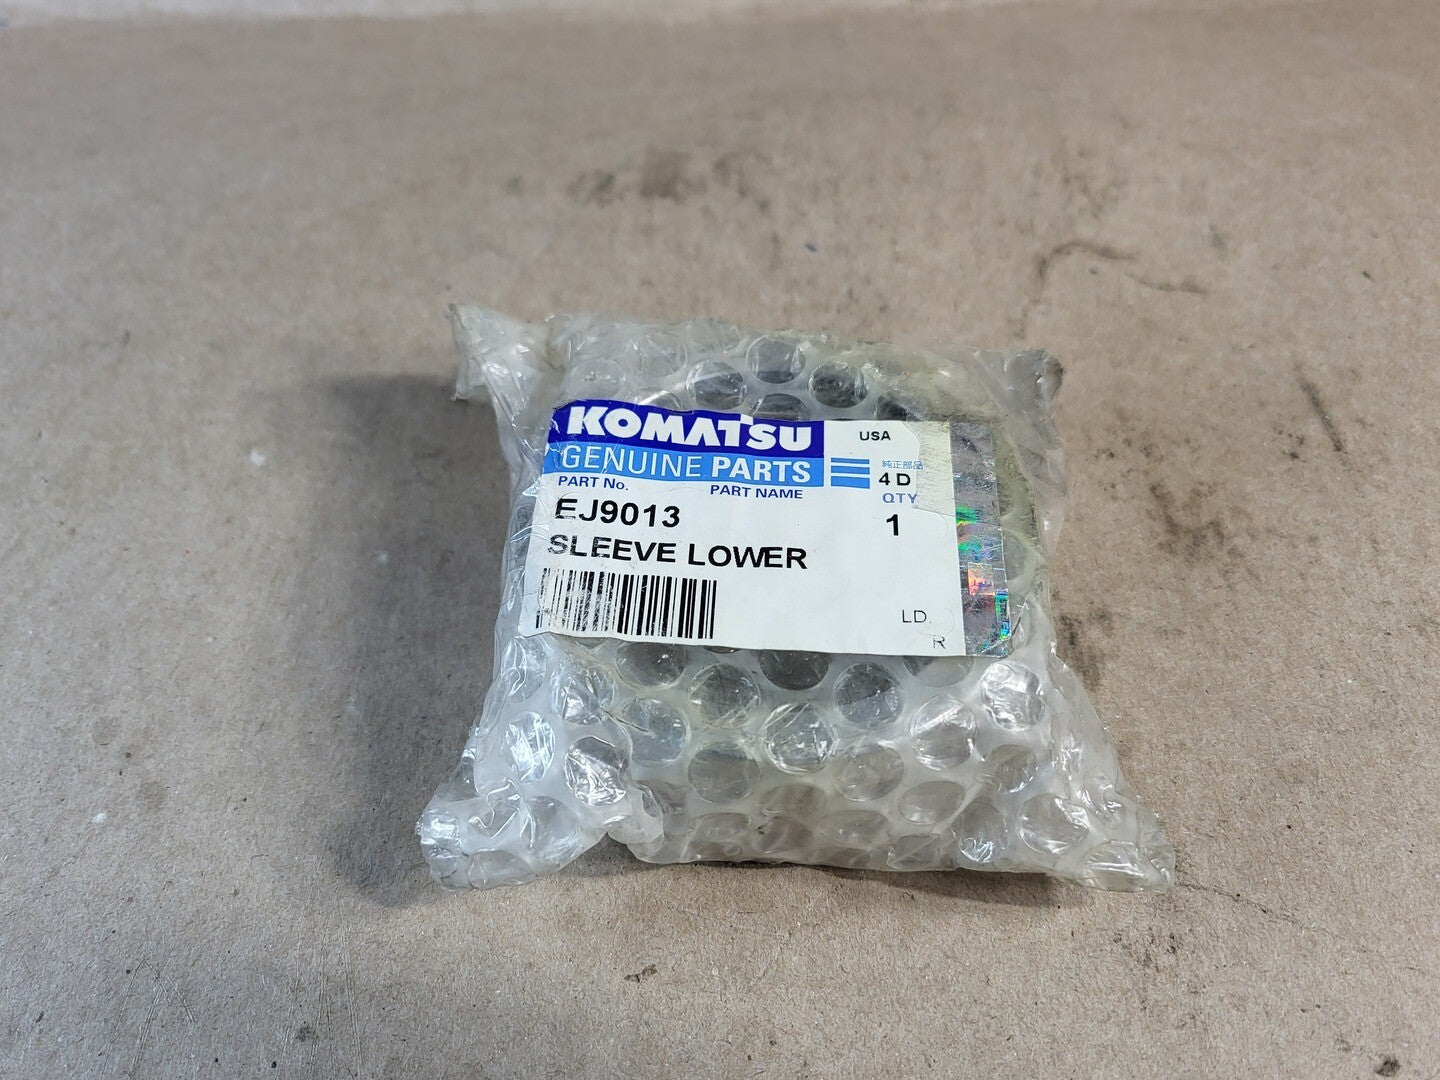 KOMATSU
USA
GENUINE PARTS
純正部品
4 D
PART No.
PART NAME
QTY
EJ9013
1
SLEEVE LOWER
LD.
R